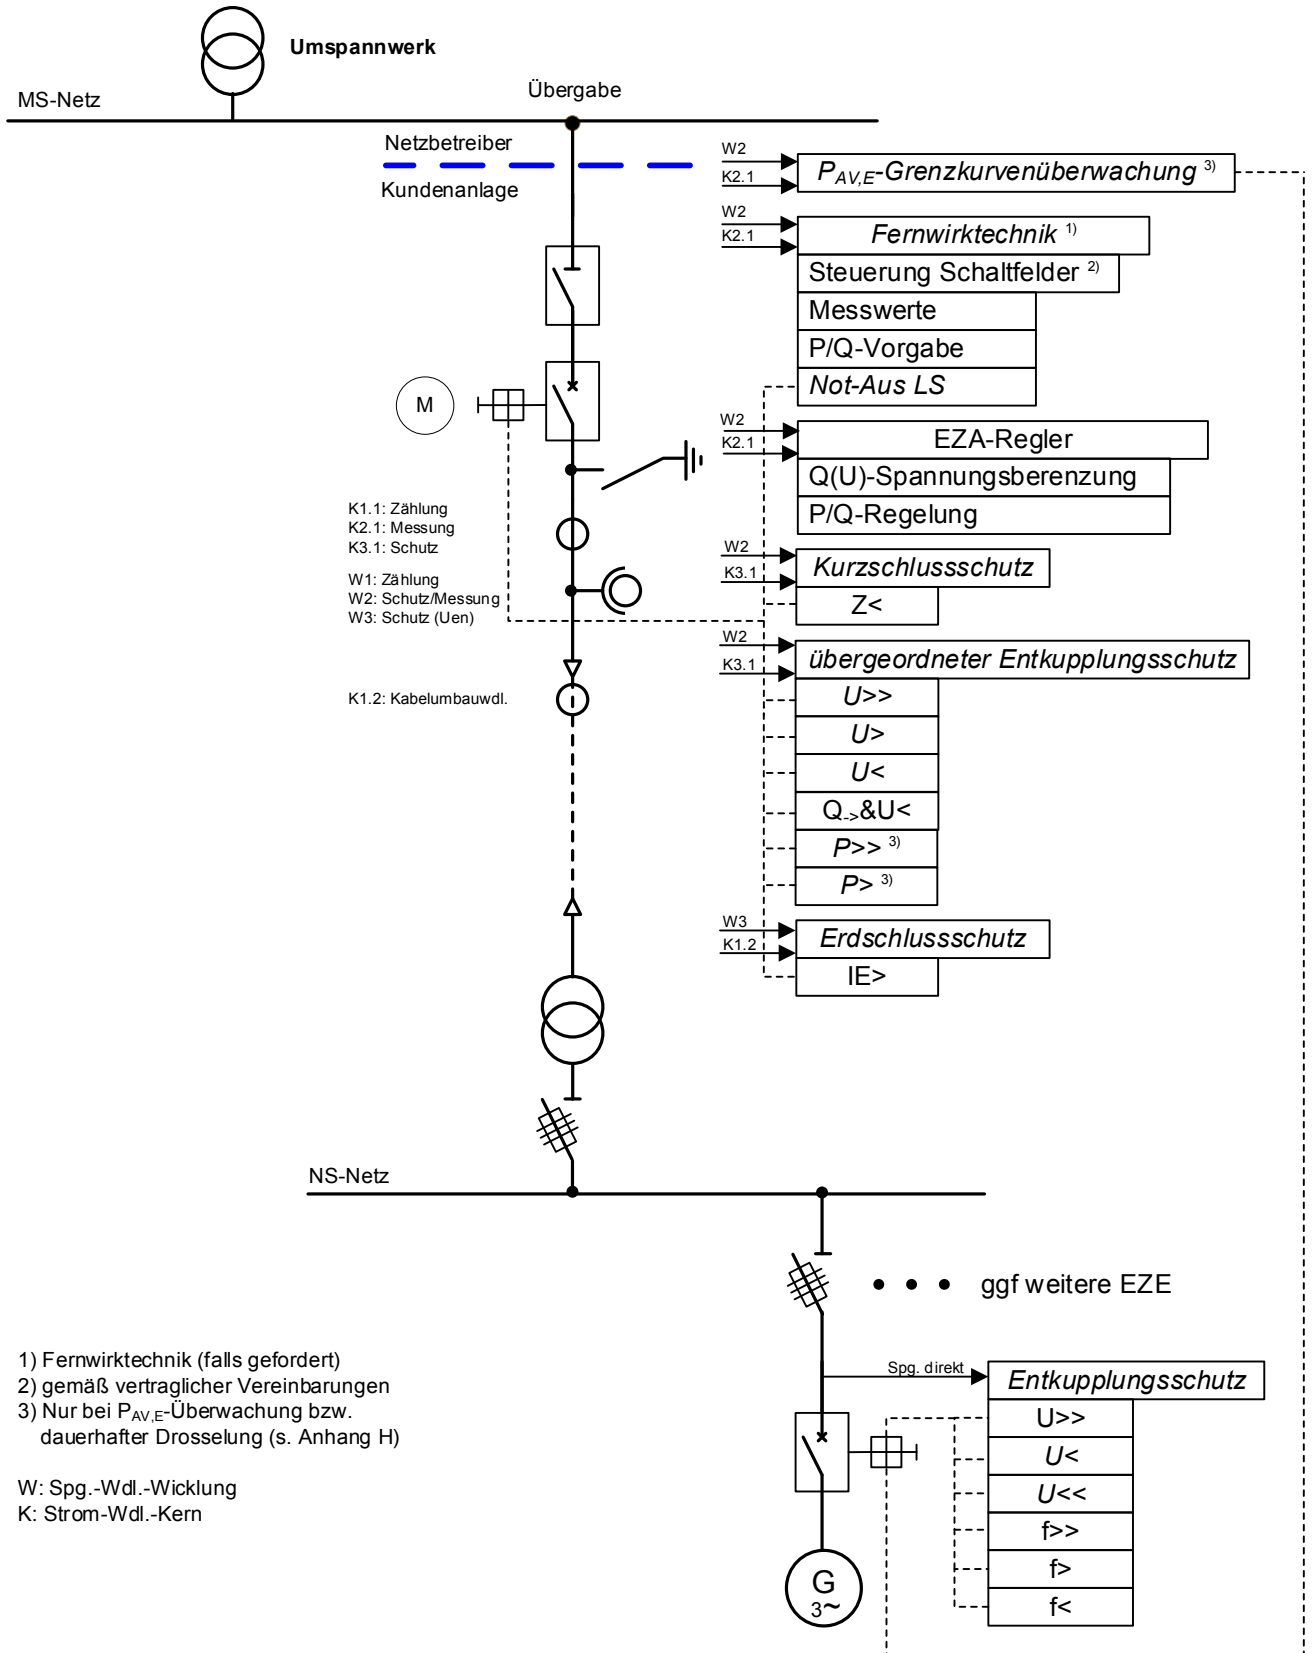 Umspannwerk
MS-Netz
Übergabe
Netzbetreiber
Kundenanlage
W2
K2.1
P_AV,E-Grenzkurvenüberwachung 3)
W2
K2.1
Fernwirktechnik 1)
Steuerung Schaltfelder 2)
Messwerte
P/Q-Vorgabe
Not-Aus LS
M
W2
K2.1
EZA-Regler
Q(U)-Spannungsberenzung
P/Q-Regelung
K1.1: Zählung
K2.1: Messung
K3.1: Schutz
W1: Zählung
W2: Schutz/Messung
W3: Schutz (Uen)
W2
K3.1
Kurzschlussschutz
Z<
W2
K3.1
übergeordneter Entkupplungsschutz
U>>
U>
U<
Q->&U<
P>> 3)
P> 3)
K1.2: Kabelumbauwdl.
W3
K1.2
Erdschlussschutz
IE>
NS-Netz
ggf weitere EZE
Spg. direkt
Entkupplungsschutz
U>>
U<
U<<
f>>
f>
f<
G
3~
1) Fernwirktechnik (falls gefordert)
2) gemäß vertraglicher Vereinbarungen
3) Nur bei P_AV,E-Überwachung bzw.
dauerhafter Drosselung (s. Anhang H)
W: Spg.-Wdl.-Wicklung
K: Strom-Wdl.-Kern